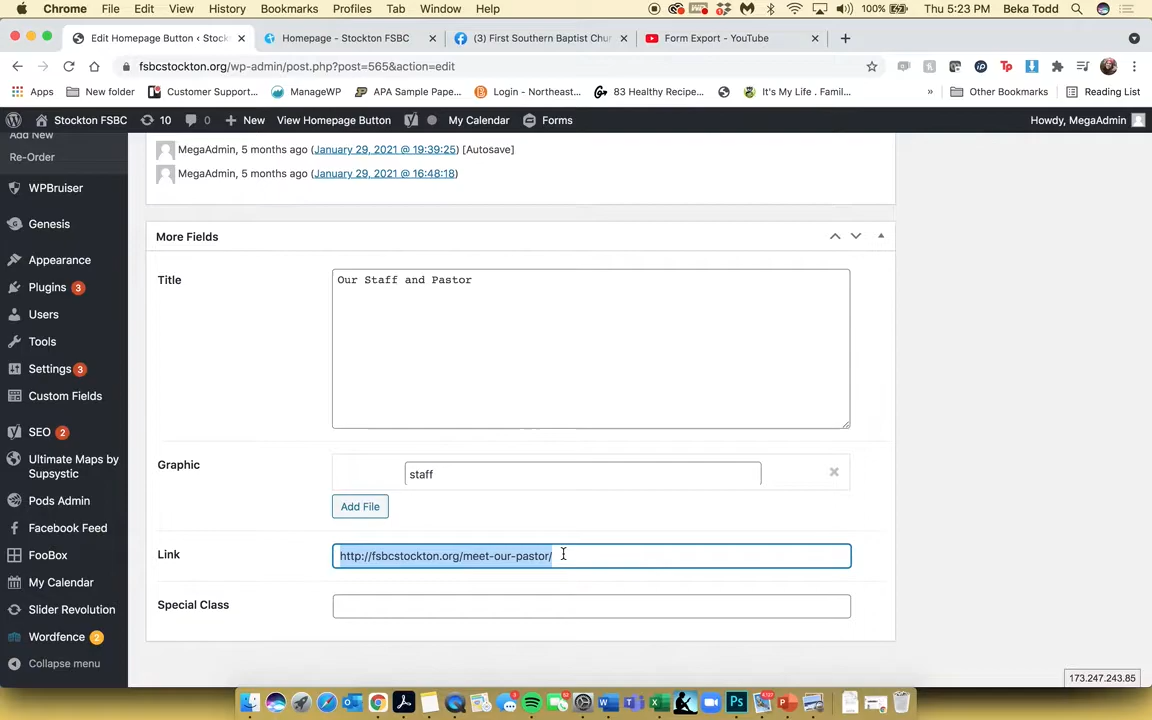 Chrome File Edit View History Bookmarks Profiles Tab Window Help 100% Thu 5:23 PM Beka Todd
Edit Homepage Button ‹ Stock Homepage - Stockton FSBC (3) First Southern Baptist Chur Form Export - YouTube
fsbcstockton.org/wp-admin/post.php?post=565&action=edit
Apps New folder Customer Support... ManageWP APA Sample Pape... Login - Northeast... 83 Healthy Recipe... It's My Life . Famil... » Other Bookmarks Reading List
Stockton FSBC 10 0 New View Homepage Button My Calendar Forms Howdy, MegaAdmin
Add New
Re-Order
WPBruiser
Genesis
Appearance
Plugins 3
Users
Tools
Settings 3
Custom Fields
SEO 2
Ultimate Maps by
Supsystic
Pods Admin
Facebook Feed
FooBox
My Calendar
Slider Revolution
Wordfence 2
Collapse menu
MegaAdmin, 5 months ago (January 29, 2021 @ 19:39:25) [Autosave]
MegaAdmin, 5 months ago (January 29, 2021 @ 16:48:18)
More Fields
Title
Our Staff and Pastor
Graphic
staff
Add File
Link
http://fsbcstockton.org/meet-our-pastor/
Special Class
173.247.243.85